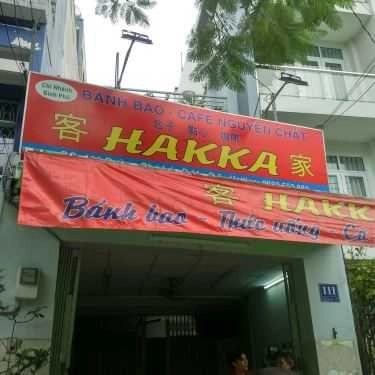 Chi Nhánh
Bình Phú
BÁNH BAO - CAFE NGUYÊN CHẤT
包子 點心 咖啡
客 HAKKA 家
客 HAKK
Bánh bao - Thức uống - Ca
111